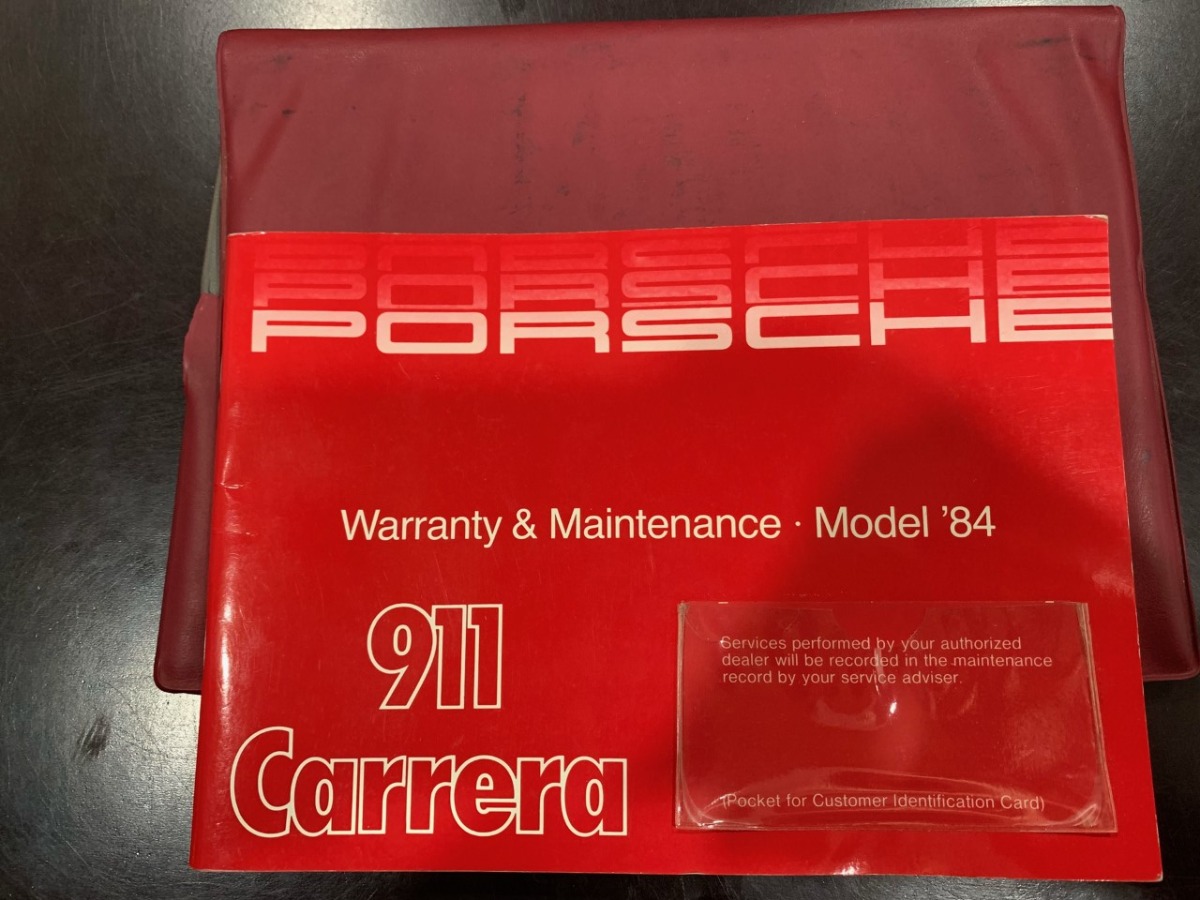 PORSCHE
PORSCHE
PORSCHE
Warranty & Maintenance · Model '84
911
Carrera
Services performed by your authorized
dealer will be recorded in the maintenance
record by your service adviser.
(Pocket for Customer Identification Card)